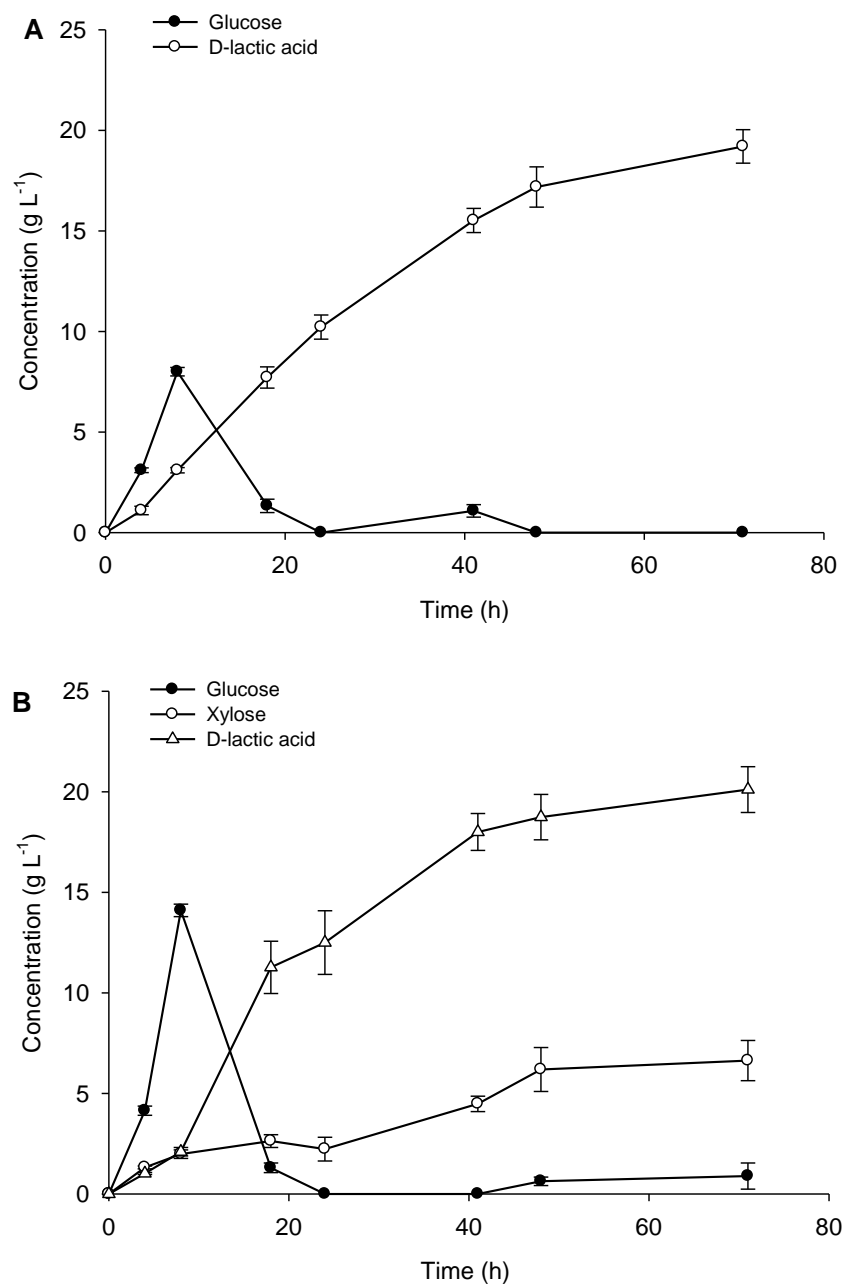 A
Glucose
D-lactic acid
25
20
15
10
5
0
Concentration (g L⁻¹)
0 20 40 60 80
Time (h)
B
Glucose
Xylose
D-lactic acid
25
20
15
10
5
0
Concentration (g L⁻¹)
0 20 40 60 80
Time (h)